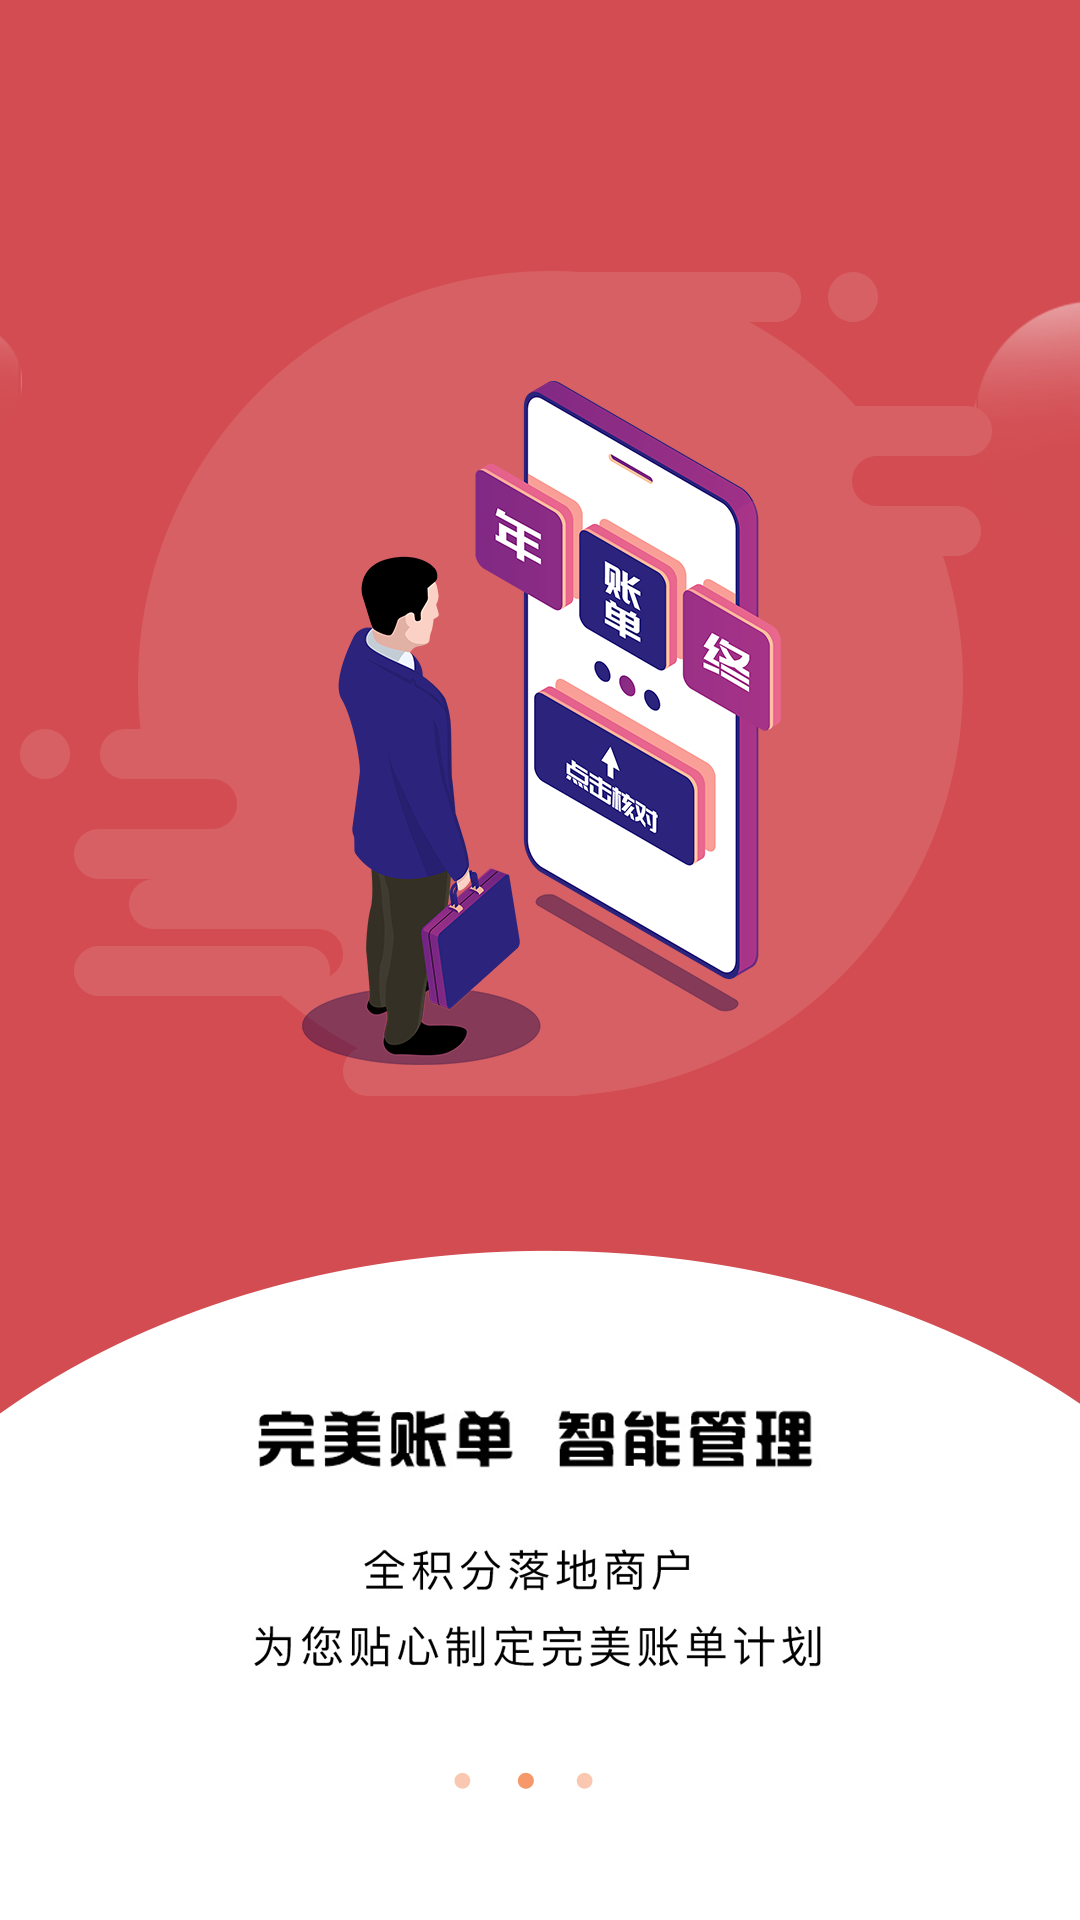 年
账
单
终
点击核对
完美账单 智能管理
全积分落地商户
为您贴心制定完美账单计划